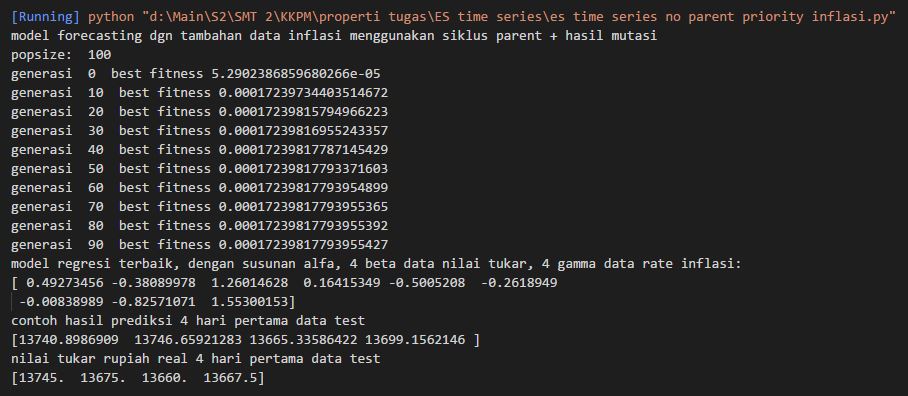 [Running] python "d:\Main\S2\SMT 2\KKPM\properti tugas\ES time series\es time series no parent priority inflasi.py"
model forecasting dgn tambahan data inflasi menggunakan siklus parent + hasil mutasi
popsize:  100
generasi  0  best fitness 5.2902386859680266e-05
generasi  10  best fitness 0.00017239734403514672
generasi  20  best fitness 0.00017239815794966223
generasi  30  best fitness 0.00017239816955243357
generasi  40  best fitness 0.00017239817787145429
generasi  50  best fitness 0.00017239817793371603
generasi  60  best fitness 0.00017239817793954899
generasi  70  best fitness 0.00017239817793955365
generasi  80  best fitness 0.00017239817793955392
generasi  90  best fitness 0.00017239817793955427
model regresi terbaik, dengan susunan alfa, 4 beta data nilai tukar, 4 gamma data rate inflasi:
[ 0.49273456 -0.38089978  1.26014628  0.16415349 -0.5005208  -0.2618949
 -0.00838989 -0.82571071  1.55300153]
contoh hasil prediksi 4 hari pertama data test
[13740.8986909  13746.65921283 13665.33586422 13699.1562146 ]
nilai tukar rupiah real 4 hari pertama data test
[13745.  13675.  13660.  13667.5]